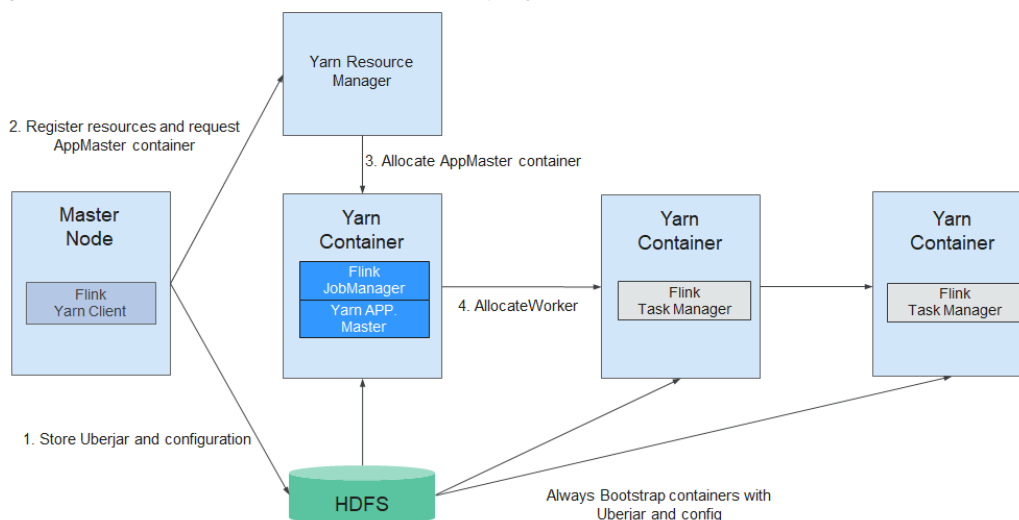 Yarn Resource
Manager
2. Register resources and request
AppMaster container
3. Allocate AppMaster container
Master
Node
Flink
Yarn Client
Yarn
Container
Flink
JobManager
Yarn APP.
Master
4. AllocateWorker
Yarn
Container
Flink
Task Manager
Yarn
Container
Flink
Task Manager
1. Store Uberjar and configuration
HDFS
Always Bootstrap containers with
Uberjar and config